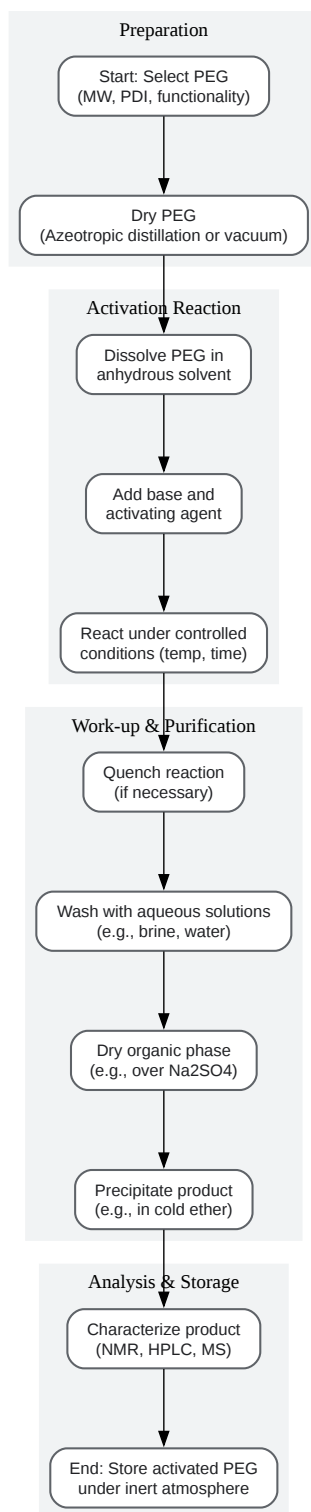 Preparation
Start: Select PEG
(MW, PDI, functionality)
Dry PEG
(Azeotropic distillation or vacuum)
Activation Reaction
Dissolve PEG in
anhydrous solvent
Add base and
activating agent
React under controlled
conditions (temp, time)
Work-up & Purification
Quench reaction
(if necessary)
Wash with aqueous solutions
(e.g., brine, water)
Dry organic phase
(e.g., over Na2SO4)
Precipitate product
(e.g., in cold ether)
Analysis & Storage
Characterize product
(NMR, HPLC, MS)
End: Store activated PEG
under inert atmosphere